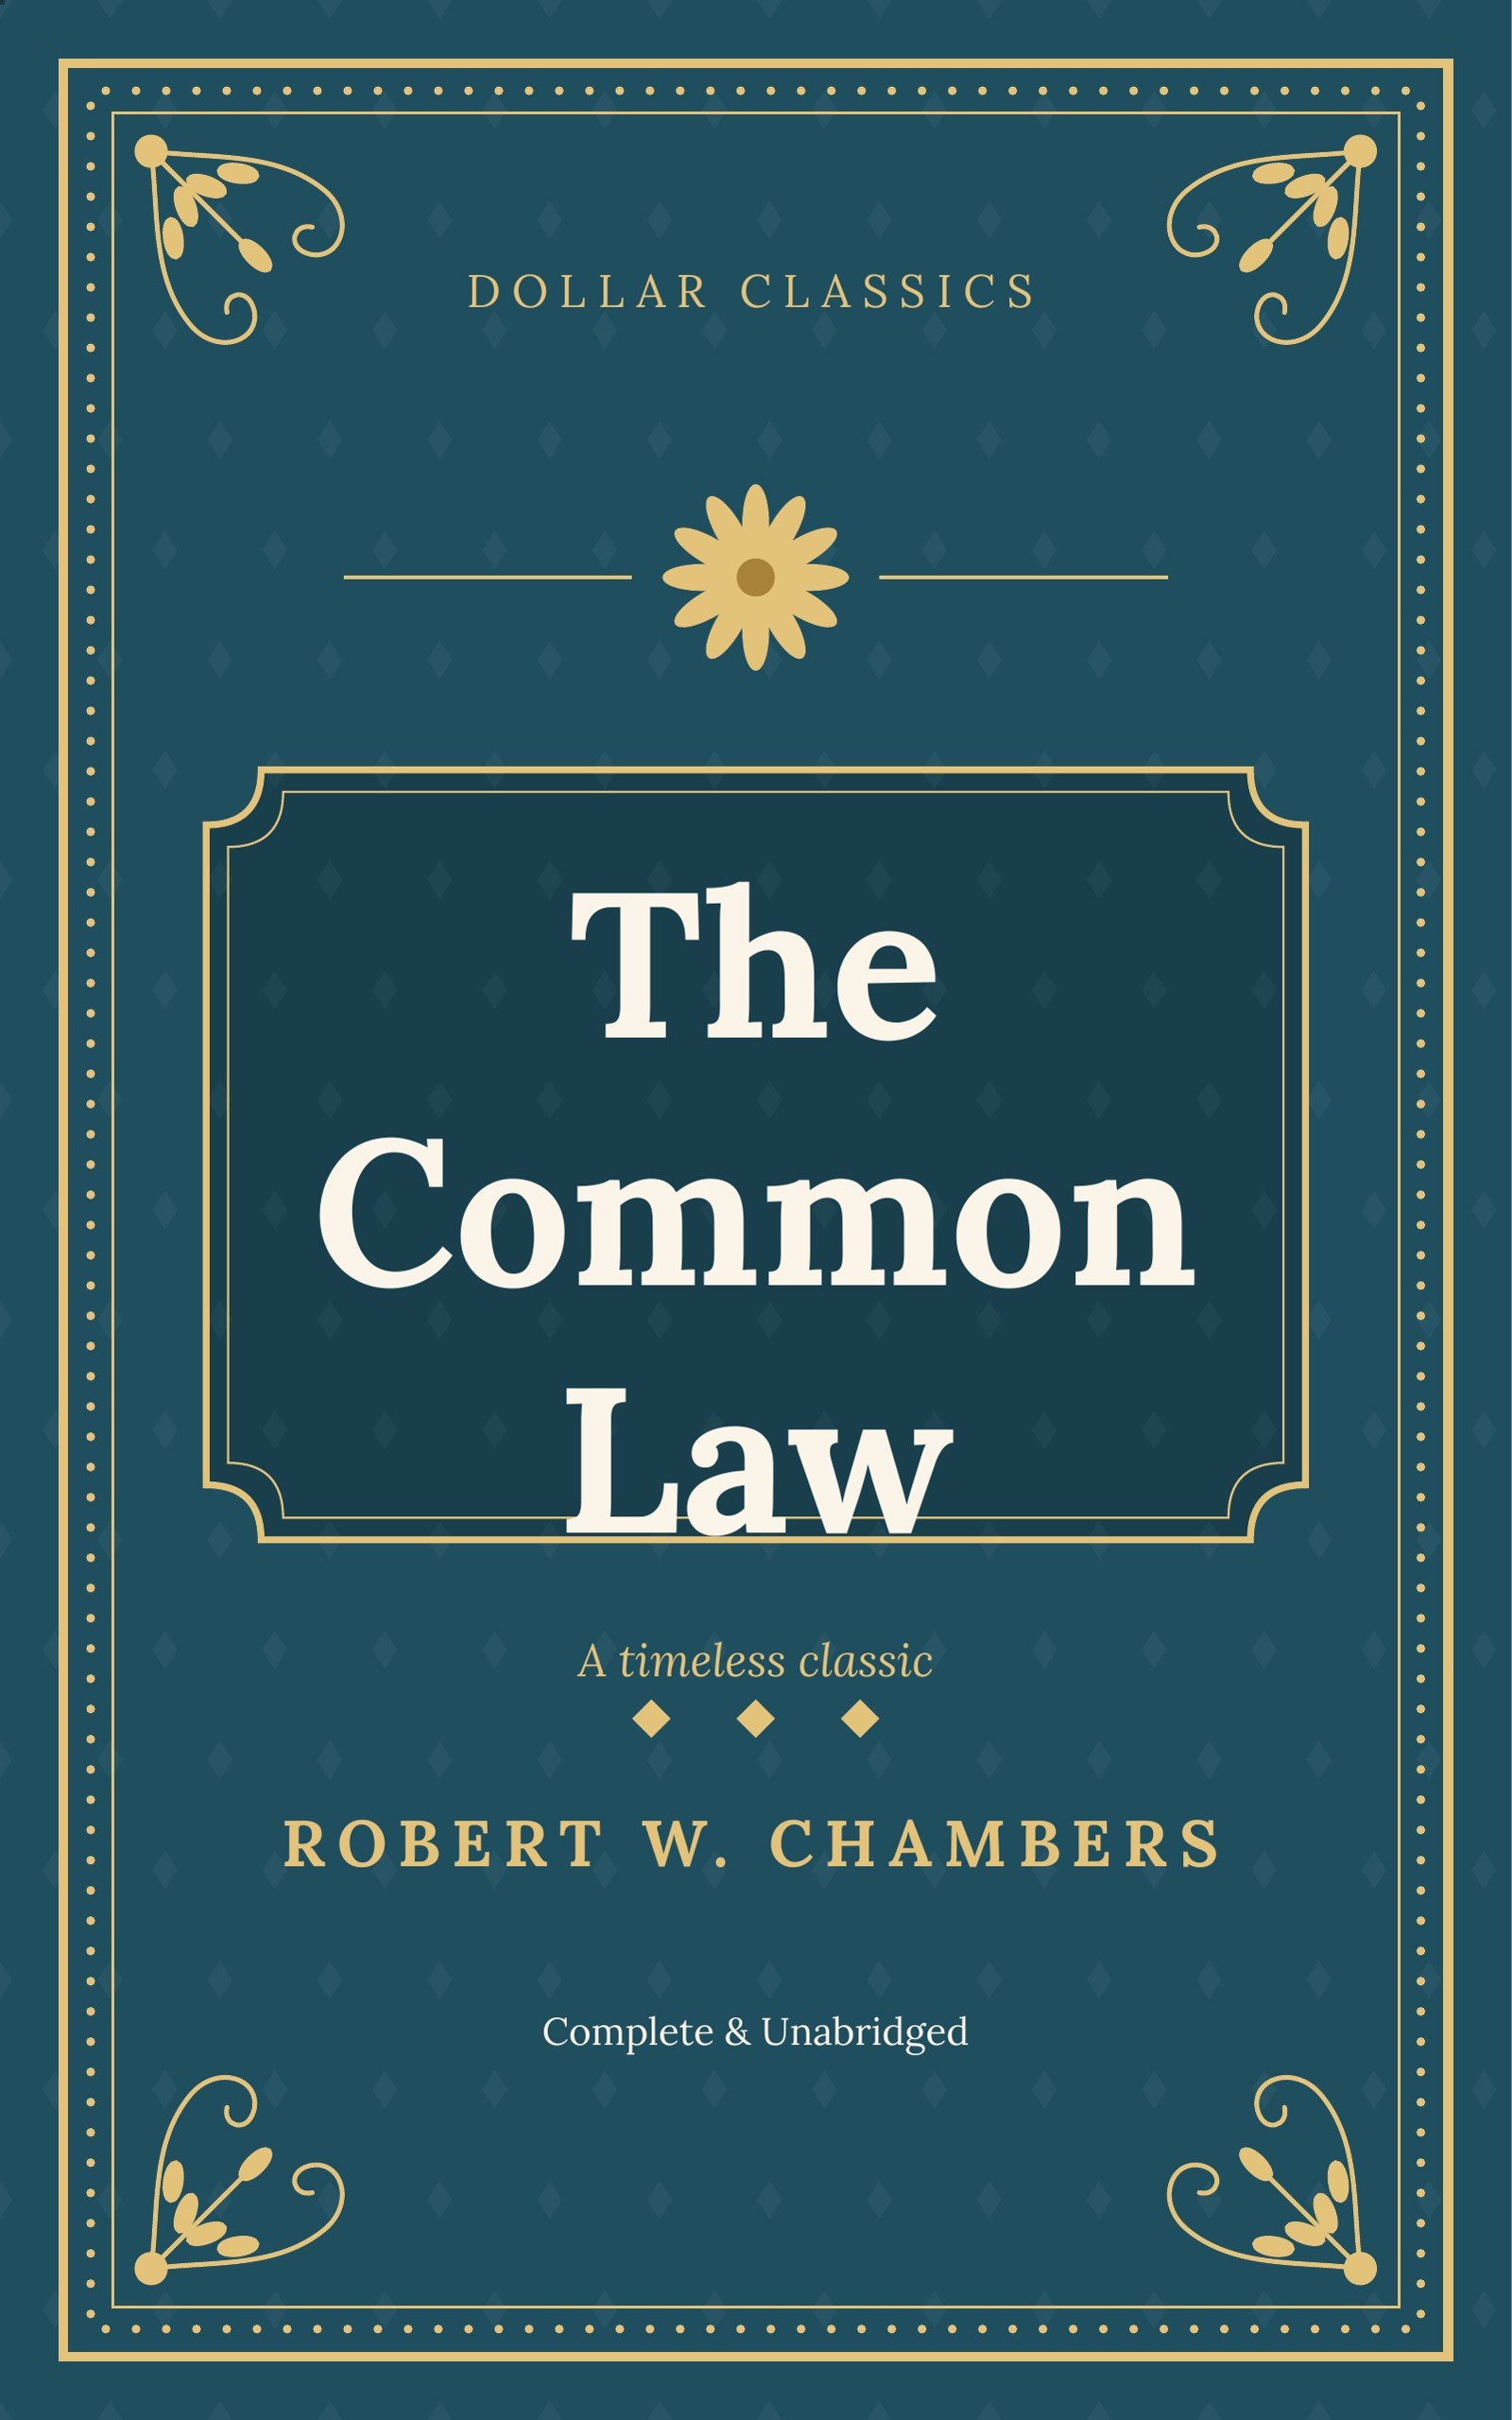 DOLLAR CLASSICS
The
Common
Law
A timeless classic
ROBERT W. CHAMBERS
Complete & Unabridged